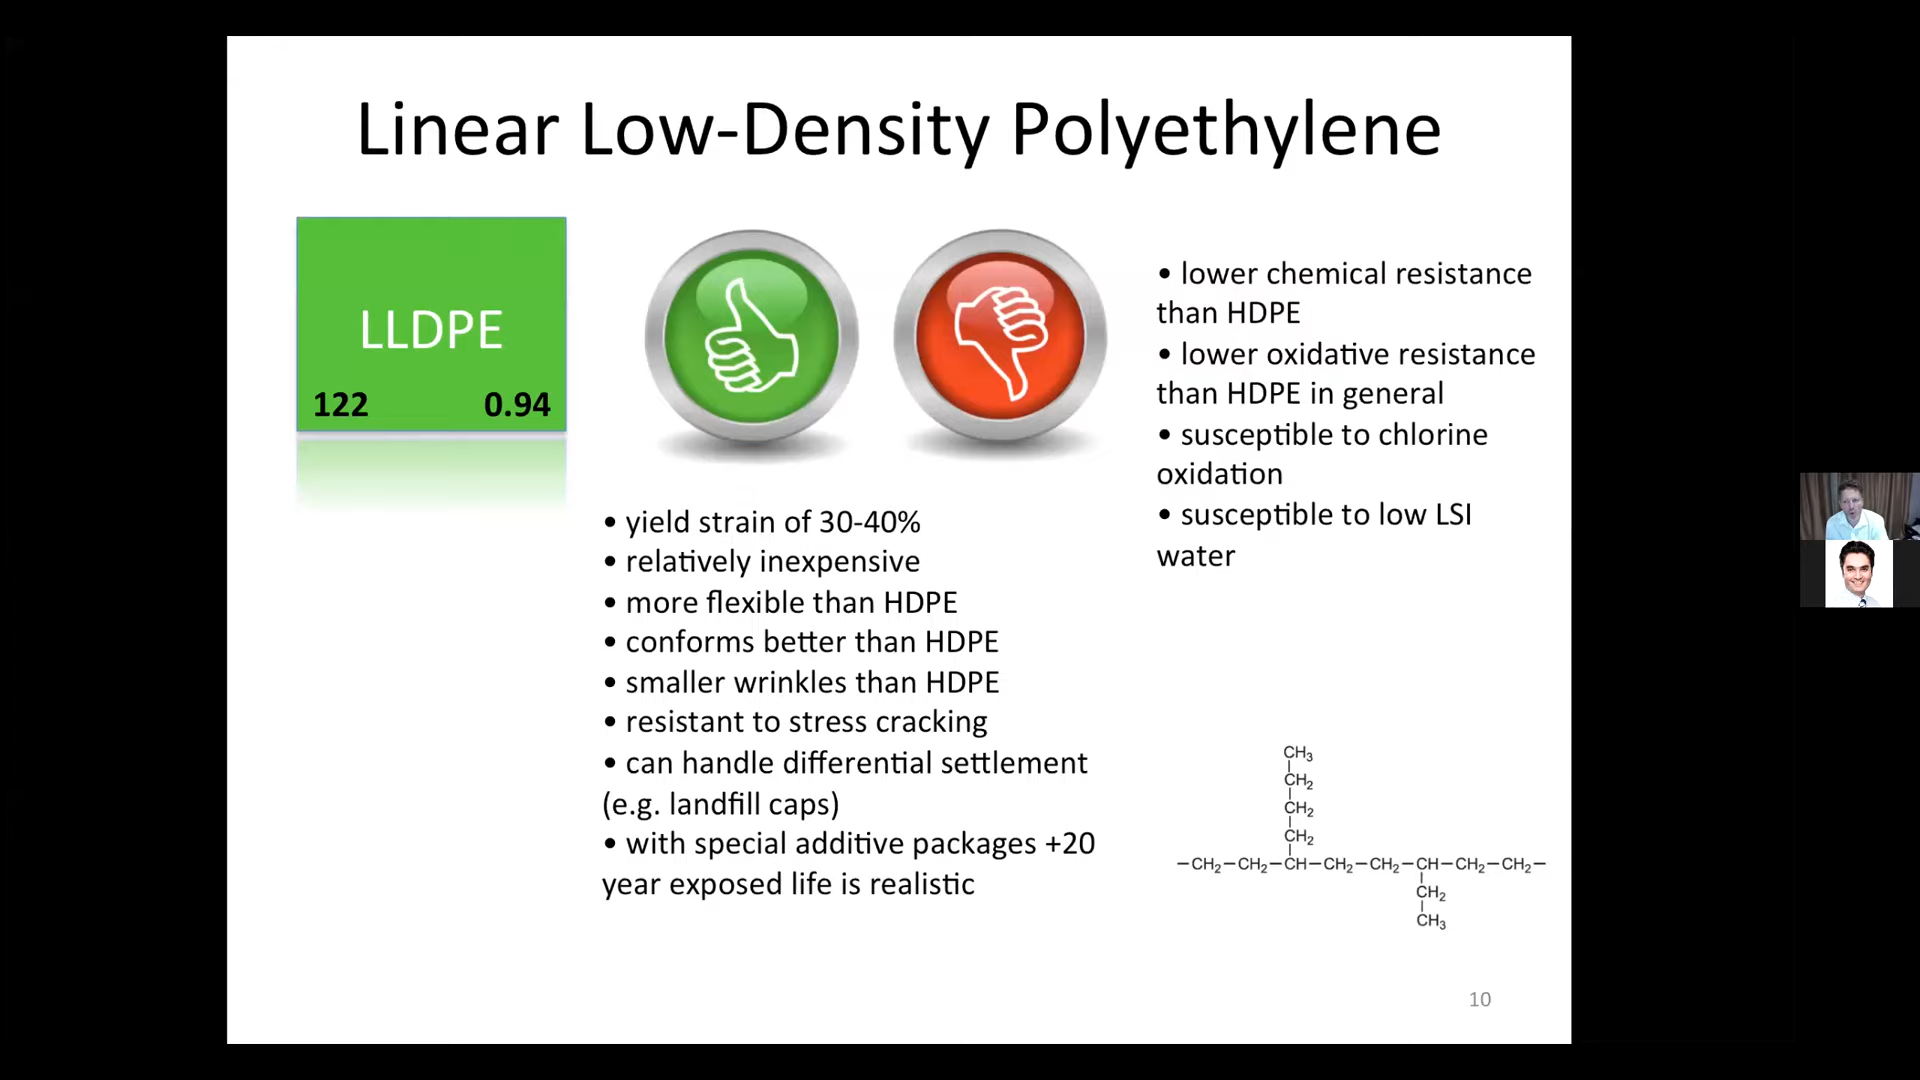 Linear Low-Density Polyethylene
LLDPE
122 0.94
• yield strain of 30-40%
• relatively inexpensive
• more flexible than HDPE
• conforms better than HDPE
• smaller wrinkles than HDPE
• resistant to stress cracking
• can handle differential settlement
(e.g. landfill caps)
• with special additive packages +20
year exposed life is realistic
• lower chemical resistance
than HDPE
• lower oxidative resistance
than HDPE in general
• susceptible to chlorine
oxidation
• susceptible to low LSI
water
CH₃
CH₂
CH₂
CH₂
–CH₂–CH₂–CH–CH₂–CH₂–CH–CH₂–CH₂–
CH₂
CH₃
10